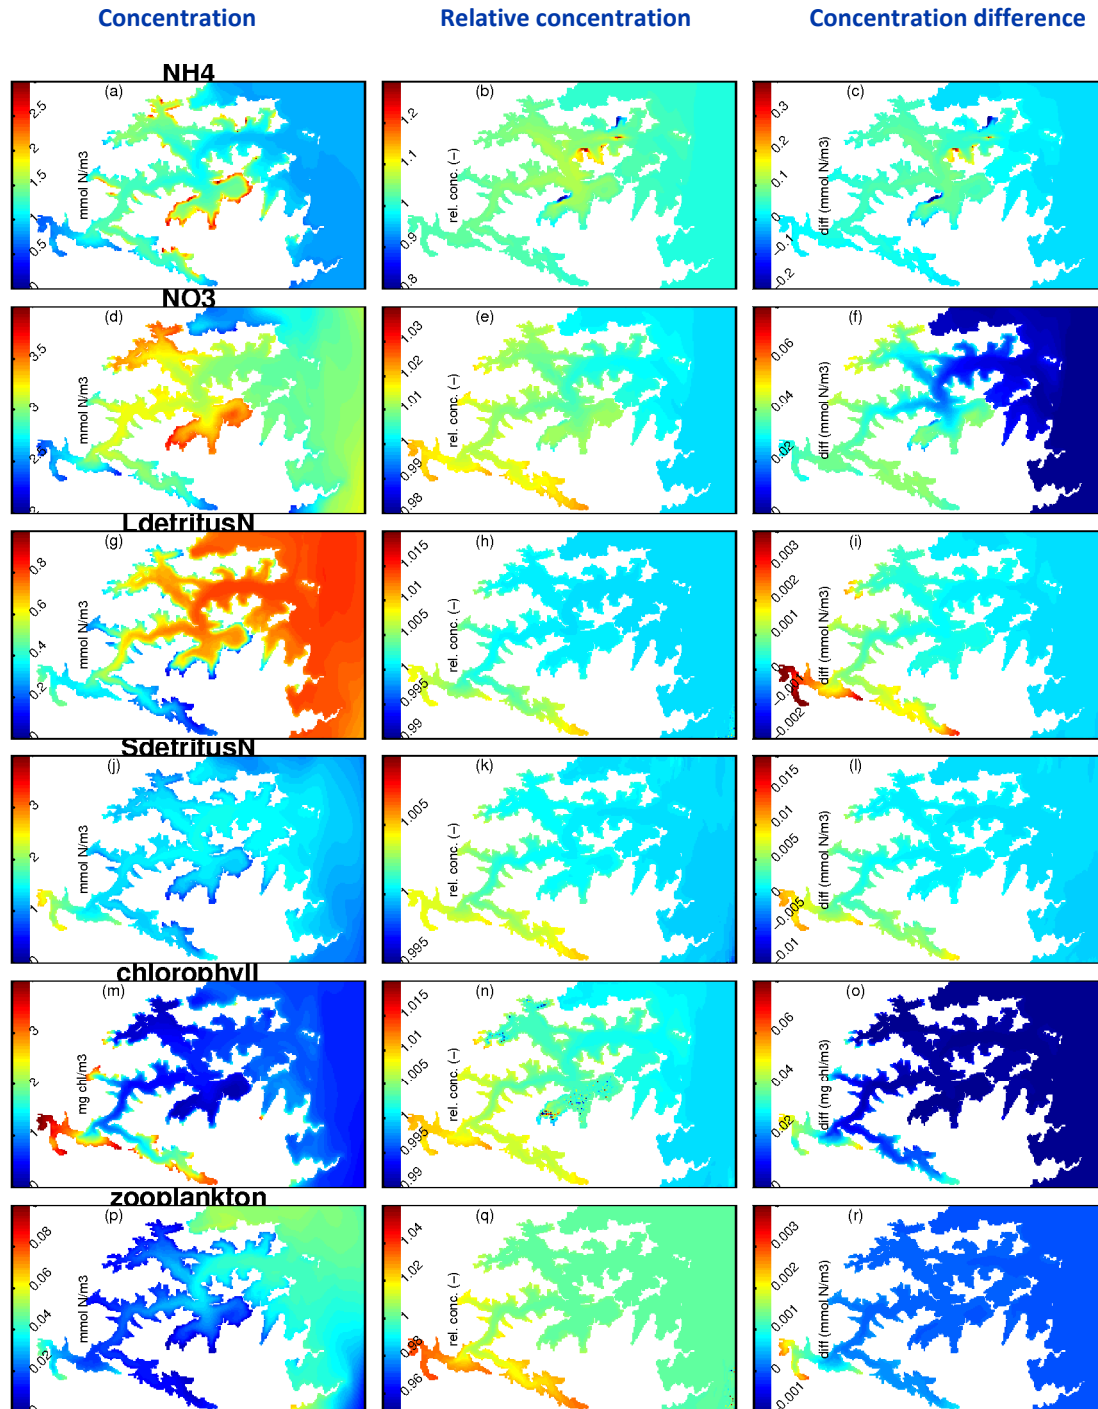 Concentration Relative concentration Concentration difference
NH4
(a) (b) (c)
2.5 2 1.5 1 0.5 0 mmol N/m3
1.2 1.1 1 0.9 0.8 rel. conc. (−)
0.3 0.2 0.1 0 −0.1 −0.2 diff (mmol N/m3)
NO3
(d) (e) (f)
3.5 3 2.5 2 mmol N/m3
1.03 1.02 1.01 1 0.99 0.98 rel. conc. (−)
0.06 0.04 0.02 0 diff (mmol N/m3)
LdetritusN
(g) (h) (i)
0.8 0.6 0.4 0.2 0 mmol N/m3
1.015 1.01 1.005 1 0.995 0.99 rel. conc. (−)
0.003 0.002 0.001 0 −0.001 −0.002 diff (mmol N/m3)
SdetritusN
(j) (k) (l)
3 2 1 0 mmol N/m3
1.005 1 0.995 rel. conc. (−)
0.015 0.01 0.005 0 −0.005 −0.01 diff (mmol N/m3)
chlorophyll
(m) (n) (o)
3 2 1 0 mg chl/m3
1.015 1.01 1.005 1 0.995 0.99 rel. conc. (−)
0.06 0.04 0.02 0 diff (mg chl/m3)
zooplankton
(p) (q) (r)
0.08 0.06 0.04 0.02 0 mmol N/m3
1.04 1.02 1 0.98 0.96 rel. conc. (−)
0.003 0.002 0.001 0 −0.001 diff (mmol N/m3)